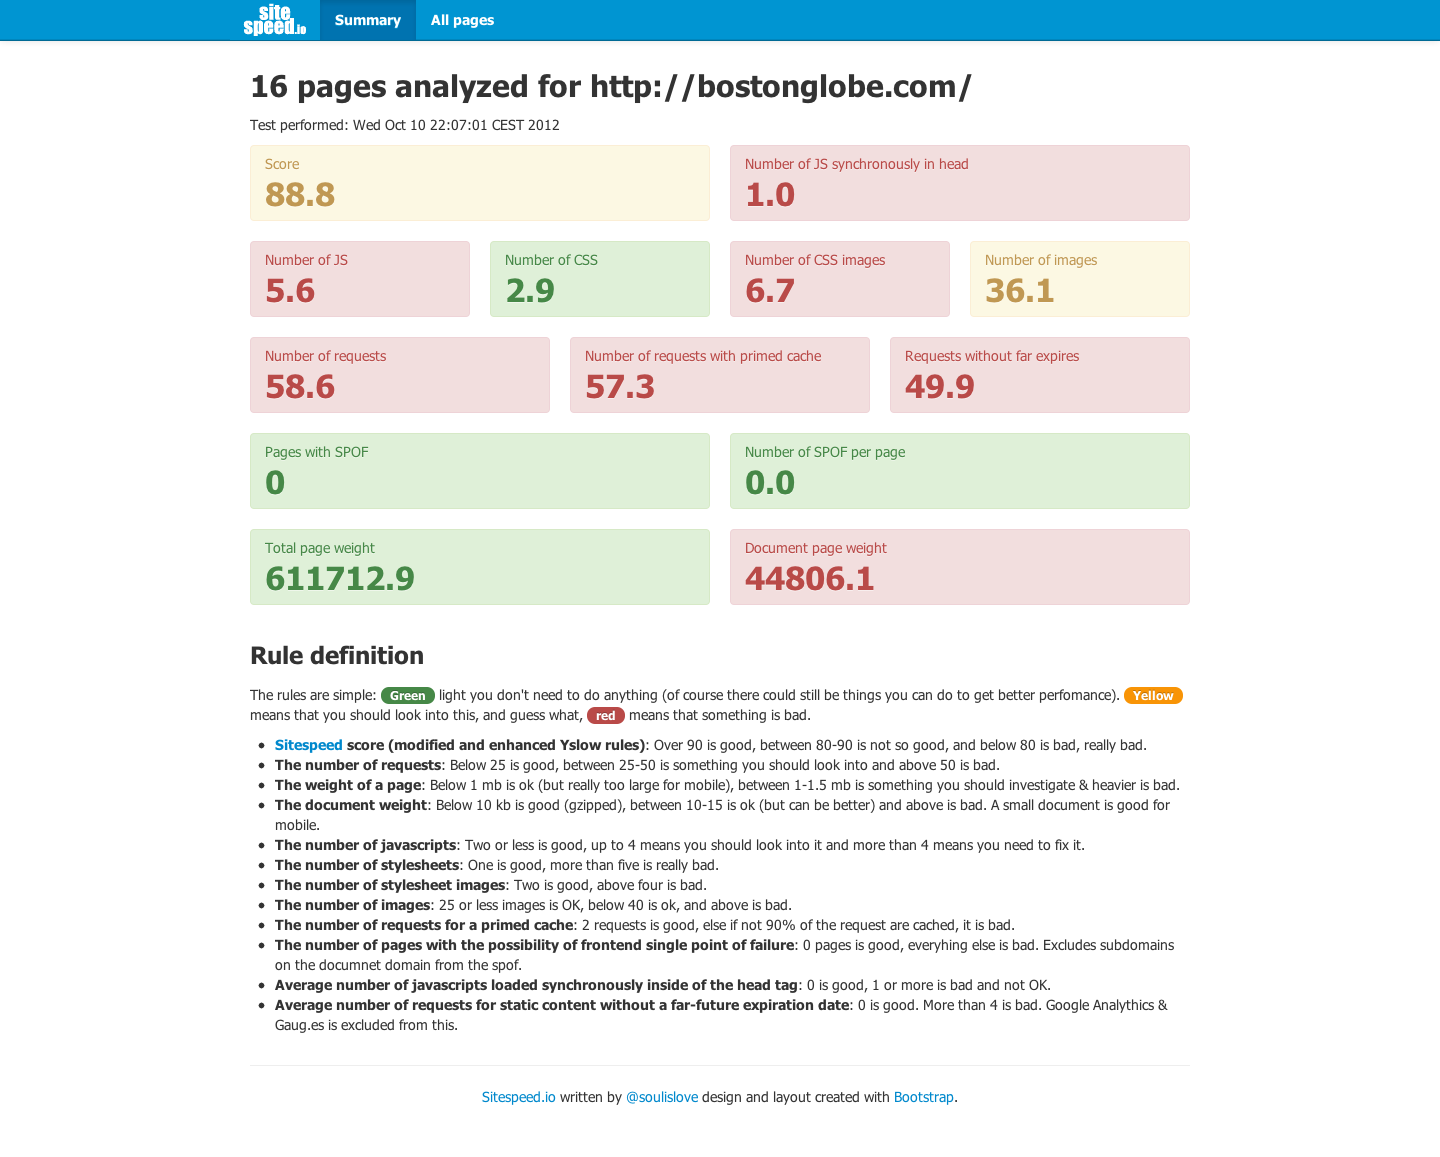 site
speed.io
Summary
All pages
16 pages analyzed for http://bostonglobe.com/
Test performed: Wed Oct 10 22:07:01 CEST 2012
Score
88.8
Number of JS synchronously in head
1.0
Number of JS
5.6
Number of CSS
2.9
Number of CSS images
6.7
Number of images
36.1
Number of requests
58.6
Number of requests with primed cache
57.3
Requests without far expires
49.9
Pages with SPOF
0
Number of SPOF per page
0.0
Total page weight
611712.9
Document page weight
44806.1
Rule definition
The rules are simple: Green light you don't need to do anything (of course there could still be things you can do to get better perfomance). Yellow
means that you should look into this, and guess what, red means that something is bad.
• Sitespeed score (modified and enhanced Yslow rules): Over 90 is good, between 80-90 is not so good, and below 80 is bad, really bad.
• The number of requests: Below 25 is good, between 25-50 is something you should look into and above 50 is bad.
• The weight of a page: Below 1 mb is ok (but really too large for mobile), between 1-1.5 mb is something you should investigate & heavier is bad.
• The document weight: Below 10 kb is good (gzipped), between 10-15 is ok (but can be better) and above is bad. A small document is good for
mobile.
• The number of javascripts: Two or less is good, up to 4 means you should look into it and more than 4 means you need to fix it.
• The number of stylesheets: One is good, more than five is really bad.
• The number of stylesheet images: Two is good, above four is bad.
• The number of images: 25 or less images is OK, below 40 is ok, and above is bad.
• The number of requests for a primed cache: 2 requests is good, else if not 90% of the request are cached, it is bad.
• The number of pages with the possibility of frontend single point of failure: 0 pages is good, everyhing else is bad. Excludes subdomains
on the documnet domain from the spof.
• Average number of javascripts loaded synchronously inside of the head tag: 0 is good, 1 or more is bad and not OK.
• Average number of requests for static content without a far-future expiration date: 0 is good. More than 4 is bad. Google Analythics &
Gaug.es is excluded from this.
Sitespeed.io written by @soulislove design and layout created with Bootstrap.